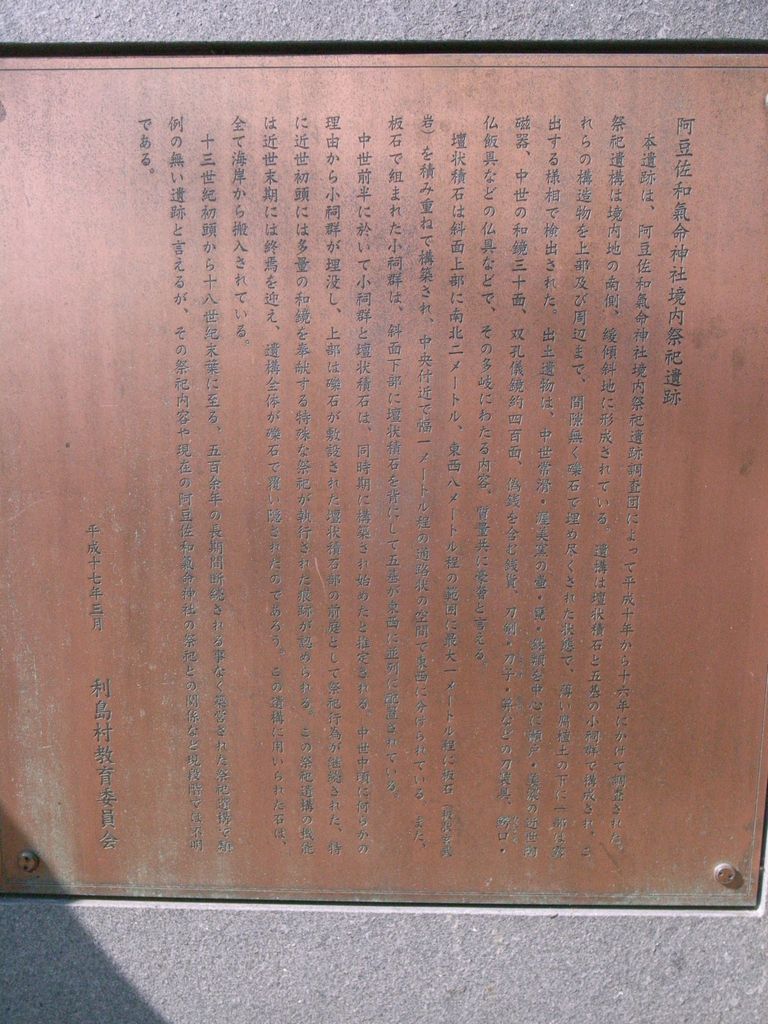 阿豆佐和氣命神社境内祭祀遺跡
本遺跡は、阿豆佐和氣命神社境内祭祀遺跡調査団によって平成十年から十六年にかけて調査された。
祭祀遺構は境内地の南側、緩傾斜地に形成されている。遺構は壇状積石と五基の小祠群で構成され、こ
れらの構造物を上部及び周辺まで、間隙無く礫石で埋め尽くされた状態で、薄い腐植土の下に一部は露
出する様相で検出された。出土遺物は、中世常滑・渥美窯の壷・甕・鉢類を中心に瀬戸・美濃の近世陶
磁器、中世の和鏡三十面、双孔儀鏡約四百面、偽銭を含む銭貨、刀剣・刀子・鍔などの刀装具、鰐口・
仏飯具などの仏具などで、その多岐にわたる内容、質量共に豪奢と言える。
壇状積石は斜面上部に南北二メートル、東西八メートル程の範囲に最大一メートル程に板石（
岩）を積み重ねて構築され、中央付近で幅一メートル程の通路状の空間で東西に分けられている。また、
板石で組まれた小祠群は、斜面下部に壇状積石を背にして五基が東西に並列に配置されている。
中世前半に於いて小祠群と壇状積石は、同時期に構築され始めたと推定される。中世中頃に何らかの
理由から小祠群が埋没し、上部は礫石が敷設された壇状積石部の前庭として祭祀行為が継続された。特
に近世初頭には多量の和鏡を奉献する特殊な祭祀が執行された痕跡が認められる。この祭祀遺構の機能
は近世末期には終焉を迎え、遺構全体が礫石で覆い隠されたのであろう。この遺構に用いられた石は、
全て海岸から搬入されている。
十三世紀初頭から十八世紀末葉に至る、五百余年の長期間断続される事なく築営された祭祀遺構で類
例の無い遺跡と言えるが、その祭祀内容や現在の阿豆佐和氣命神社の祭祀との関係など現段階では不明
である。
平成十七年三月
利島村教育委員会